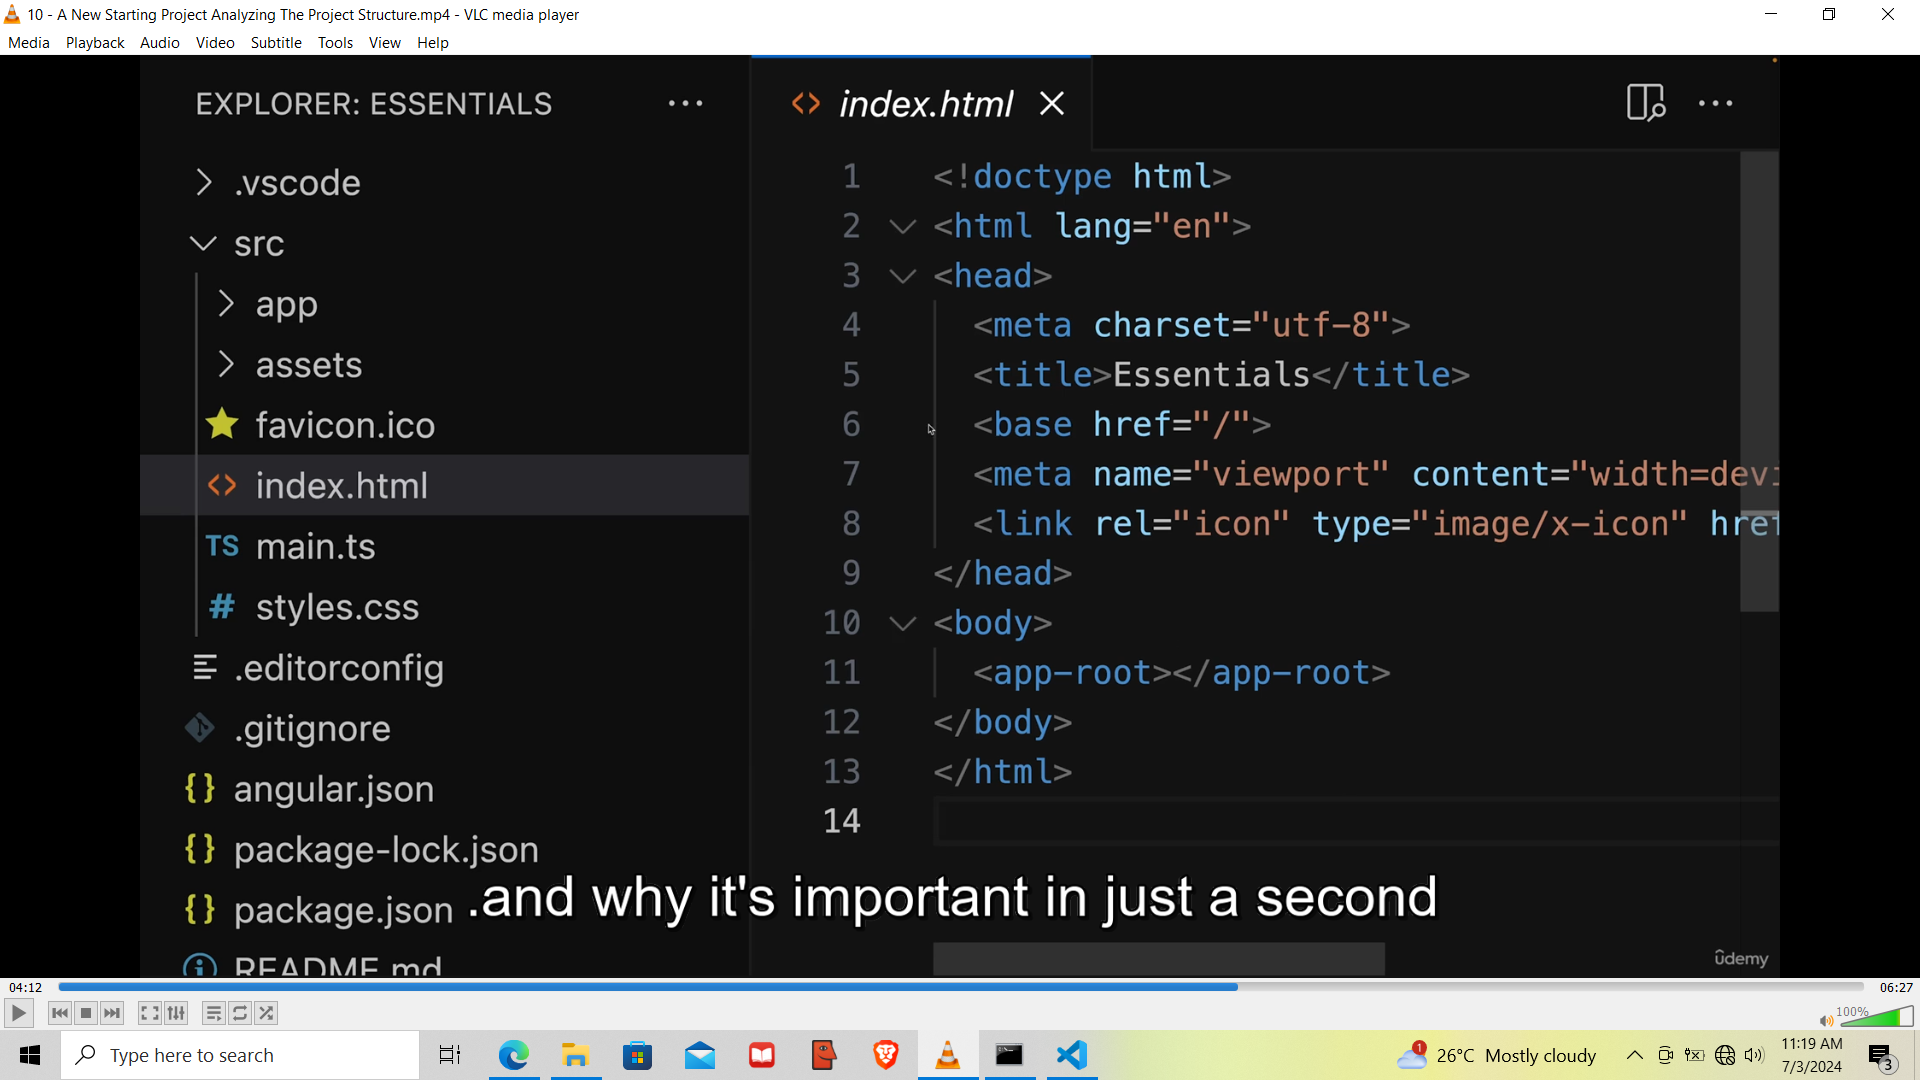 10 - A New Starting Project Analyzing The Project Structure.mp4 - VLC media player
Media Playback Audio Video Subtitle Tools View Help
EXPLORER: ESSENTIALS
.vscode
src
app
assets
favicon.ico
index.html
TS main.ts
# styles.css
.editorconfig
.gitignore
{} angular.json
{} package-lock.json
{} package.json
README.md
<> index.html
1 <!doctype html>
2 <html lang="en">
3 <head>
4 <meta charset="utf-8">
5 <title>Essentials</title>
6 <base href="/">
7 <meta name="viewport" content="width=devi
8 <link rel="icon" type="image/x-icon" href
9 </head>
10 <body>
11 <app-root></app-root>
12 </body>
13 </html>
14
.and why it's important in just a second
ûdemy
04:12 06:27
100%
Type here to search
1
26°C Mostly cloudy
11:19 AM
7/3/2024
3